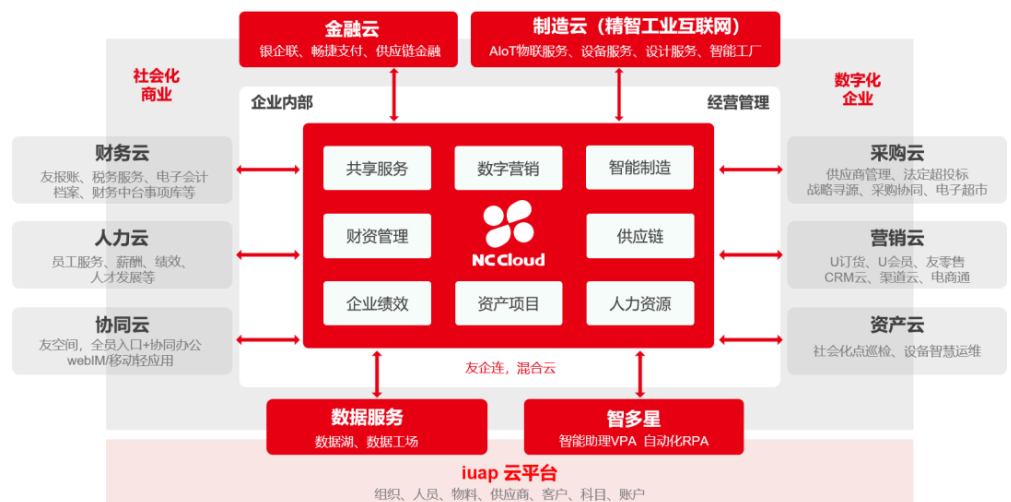 金融云
银企联、畅捷支付、供应链金融
制造云（精智工业互联网）
AIoT物联服务、设备服务、设计服务、智能工厂
社会化
商业
数字化
企业
企业内部
经营管理
财务云
友报账、税务服务、电子会计
档案、财务中台事项库等
人力云
员工服务、薪酬、绩效、
人才发展等
协同云
友空间，全员入口+协同办公
webIM/移动轻应用
共享服务
数字营销
智能制造
财资管理
NC Cloud
供应链
企业绩效
资产项目
人力资源
友企连，混合云
采购云
供应商管理、法定超投标
战略寻源、采购协同、电子超市
营销云
U订货、U会员、友零售
CRM云、渠道云、电商通
资产云
社会化点巡检、设备智慧运维
数据服务
数据湖、数据工场
智多星
智能助理VPA 自动化RPA
iuap 云平台
组织、人员、物料、供应商、客户、科目、账户